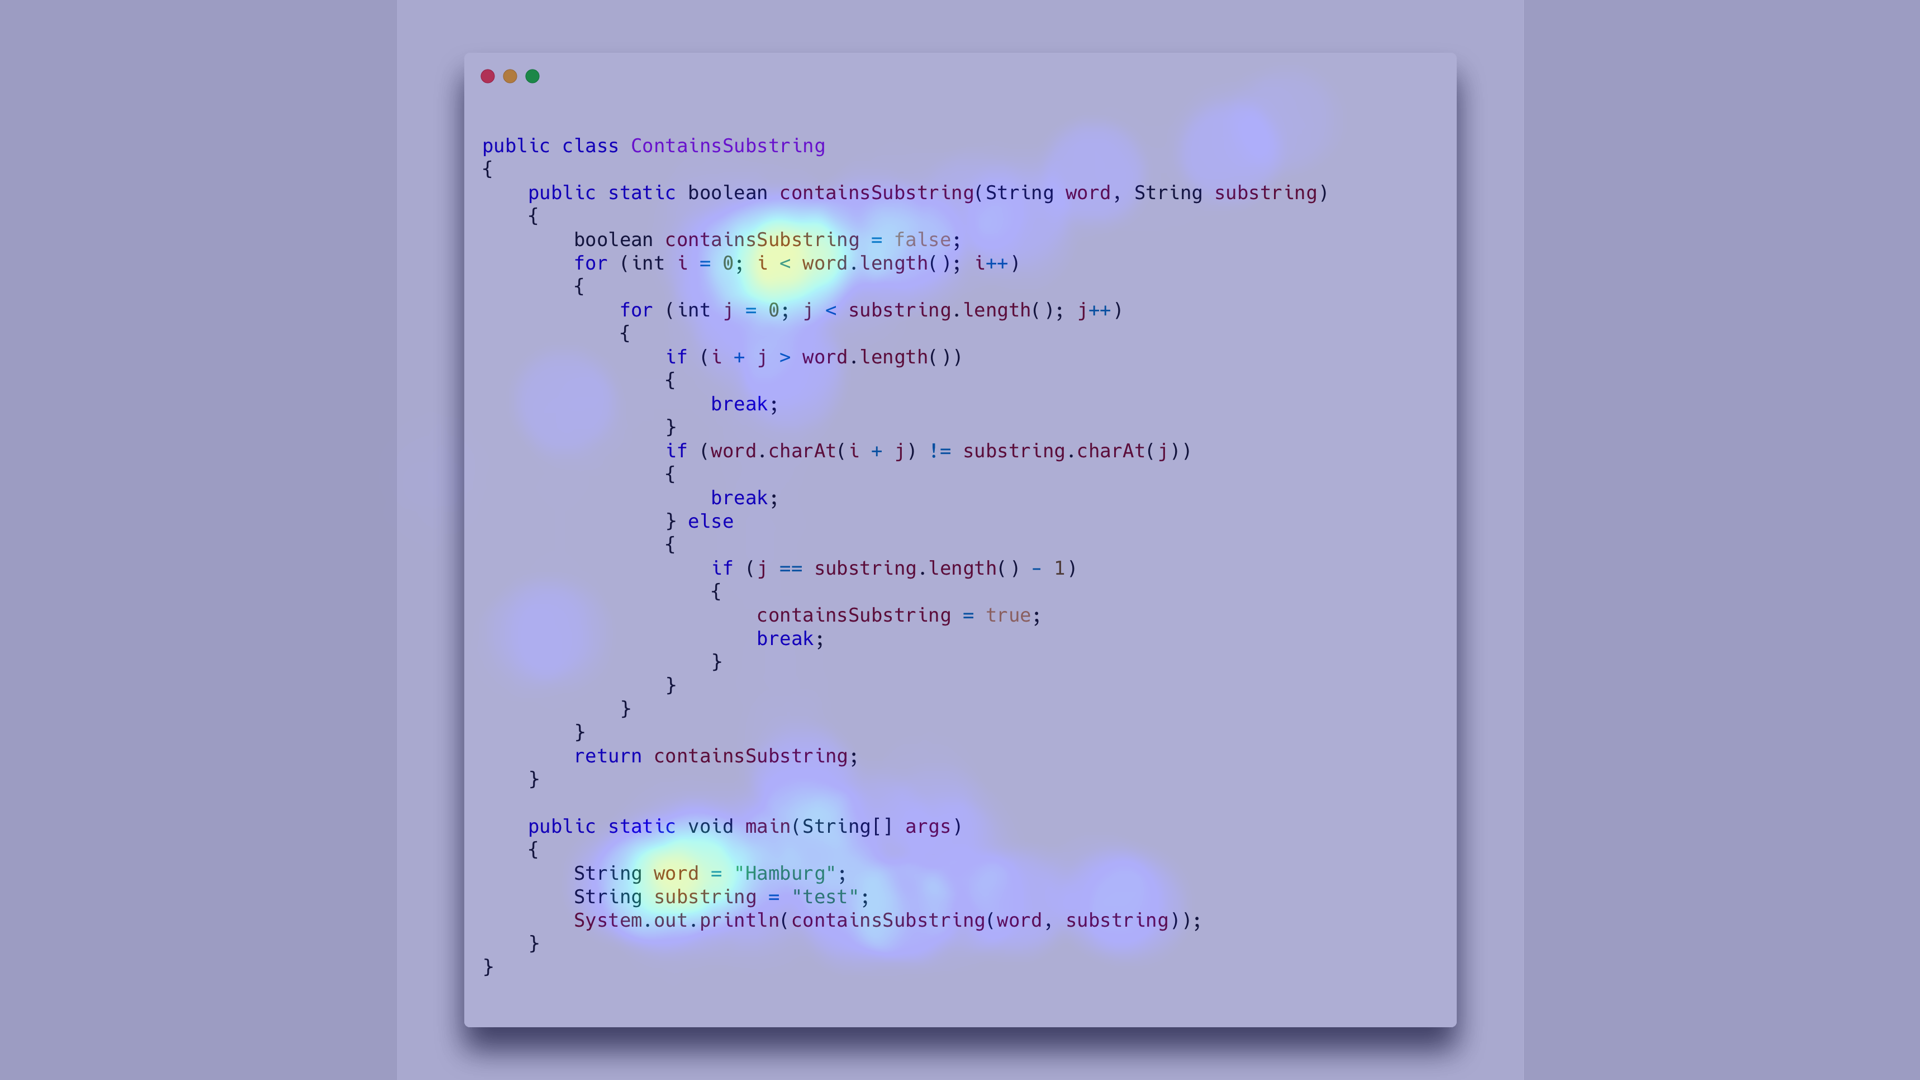 public class ContainsSubstring
{
    public static boolean containsSubstring(String word, String substring)
    {
        boolean containsSubstring = false;
        for (int i = 0; i < word.length(); i++)
        {
            for (int j = 0; j < substring.length(); j++)
            {
                if (i + j > word.length())
                {
                    break;
                }
                if (word.charAt(i + j) != substring.charAt(j))
                {
                    break;
                } else
                {
                    if (j == substring.length() - 1)
                    {
                        containsSubstring = true;
                        break;
                    }
                }
            }
        }
        return containsSubstring;
    }

    public static void main(String[] args)
    {
        String word = "Hamburg";
        String substring = "test";
        System.out.println(containsSubstring(word, substring));
    }
}